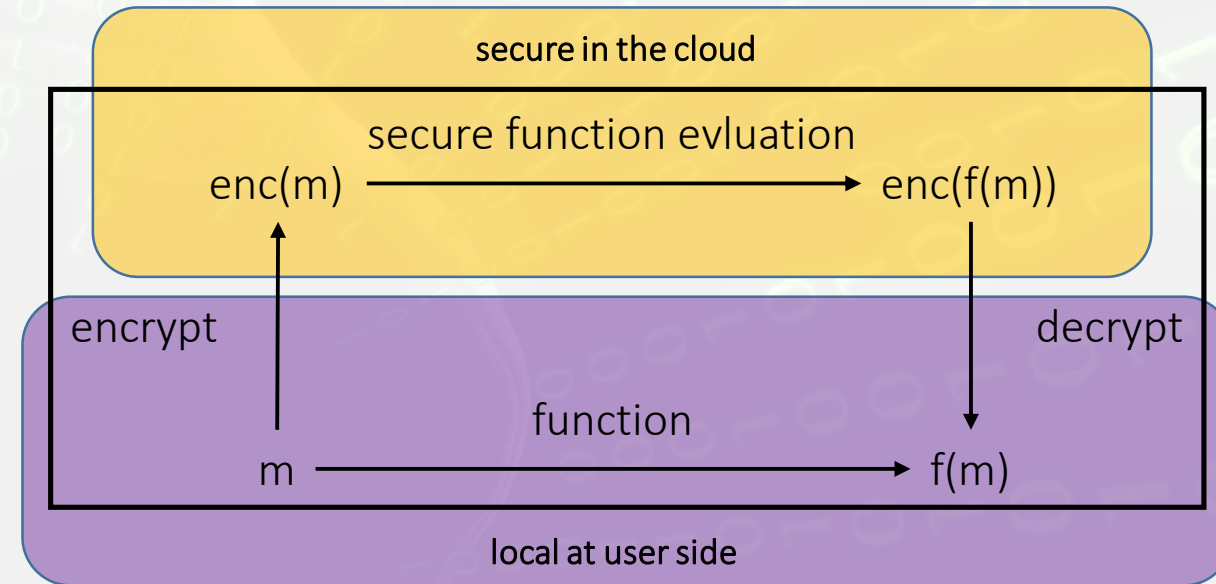 secure in the cloud
secure function evluation
enc(m) enc(f(m))
encrypt decrypt
function
m f(m)
local at user side